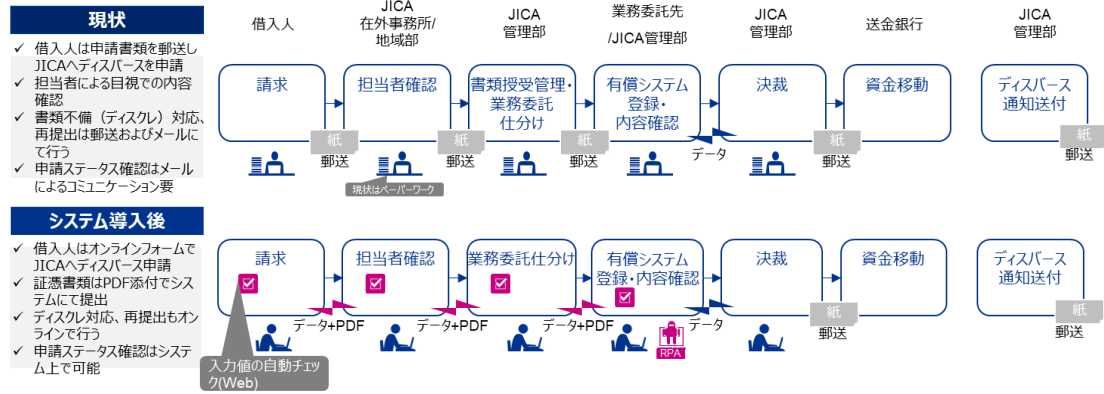 現状
✓ 借入人は申請書類を郵送し
JICAへディスバースを申請
✓ 担当者による目視での内容
確認
✓ 書類不備（ディスクレ）対応、
再提出は郵送およびメールに
て行う
✓ 申請ステータス確認はメール
によるコミュニケーション要
借入人
JICA
在外事務所/
地域部
JICA
管理部
業務委託先
/JICA管理部
JICA
管理部
送金銀行
JICA
管理部
請求
担当者確認
書類授受管理・
業務委託
仕分け
有償システム
登録・
内容確認
決裁
資金移動
ディスバース
通知送付
紙
郵送
紙
郵送
紙
郵送
データ
紙
郵送
紙
郵送
現状はペーパーワーク
システム導入後
✓ 借入人はオンラインフォームで
JICAへディスバース申請
✓ 証憑書類はPDF添付でシス
テムにて提出
✓ ディスクレ対応、再提出もオ
ンラインで行う
✓ 申請ステータス確認はシステ
ム上で可能
請求
担当者確認
業務委託仕分け
有償システム
登録・内容確認
決裁
資金移動
ディスバース
通知送付
データ+PDF
データ+PDF
データ+PDF
データ
紙
郵送
紙
郵送
RPA
入力値の自動チェッ
ク(Web)